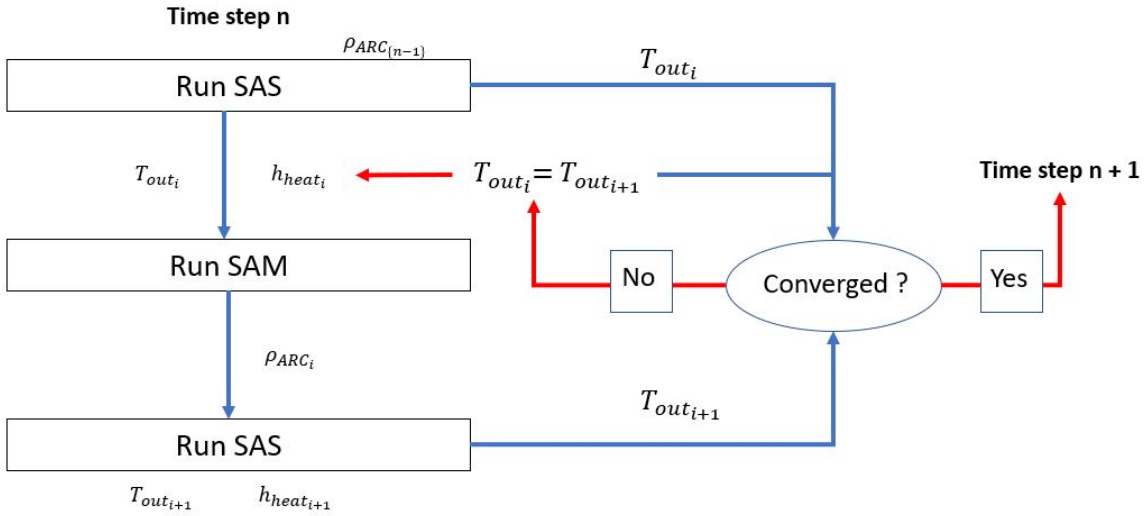 Time step n
ρ_ARC_{n-1}
Run SAS
T_out_i
T_out_i
h_heat_i
T_out_i = T_out_i+1
Time step n + 1
Run SAM
No
Converged ?
Yes
ρ_ARC_i
T_out_i+1
Run SAS
T_out_i+1
h_heat_i+1